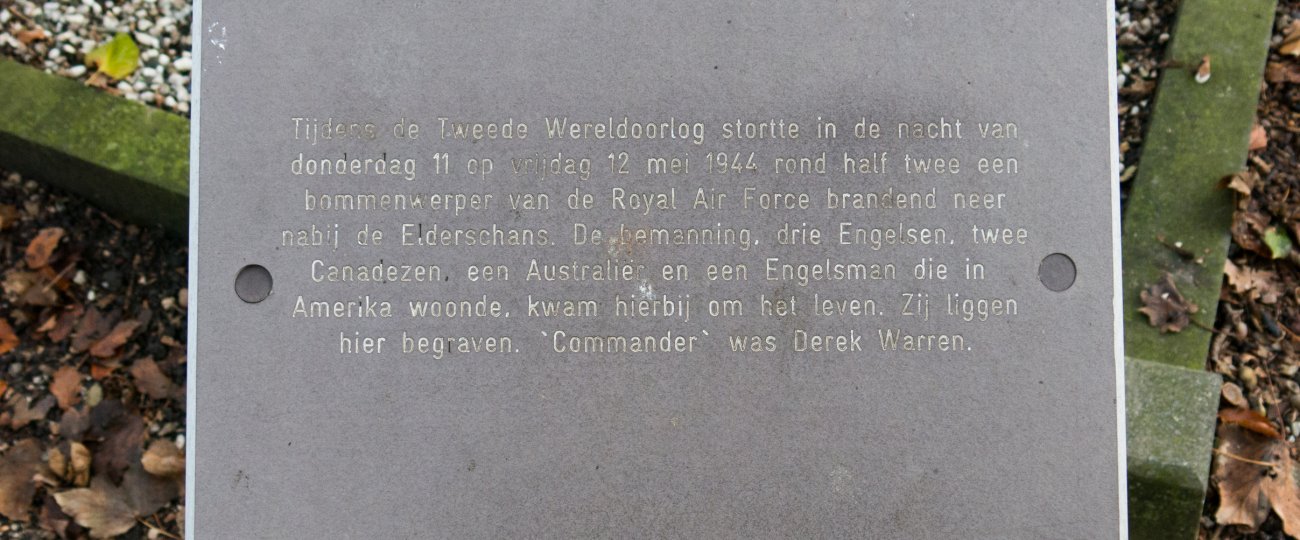 Tijdens de Tweede Wereldoorlog stortte in de nacht van
donderdag 11 op vrijdag 12 mei 1944 rond half twee een
bommenwerper van de Royal Air Force brandend neer
nabij de Elderschans. De bemanning, drie Engelsen, twee
Canadezen, een Australiër en een Engelsman die in
Amerika woonde, kwam hierbij om het leven. Zij liggen
hier begraven. `Commander` was Derek Warren.